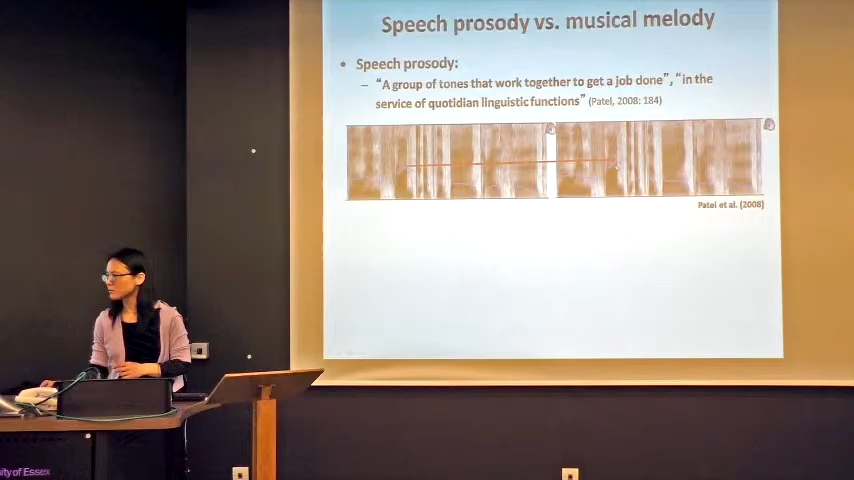 Speech prosody vs. musical melody
• Speech prosody:
– “A group of tones that work together to get a job done”, “in the
service of quotidian linguistic functions” (Patel, 2008: 184)
Patel et al. (2008)
sity of Essex